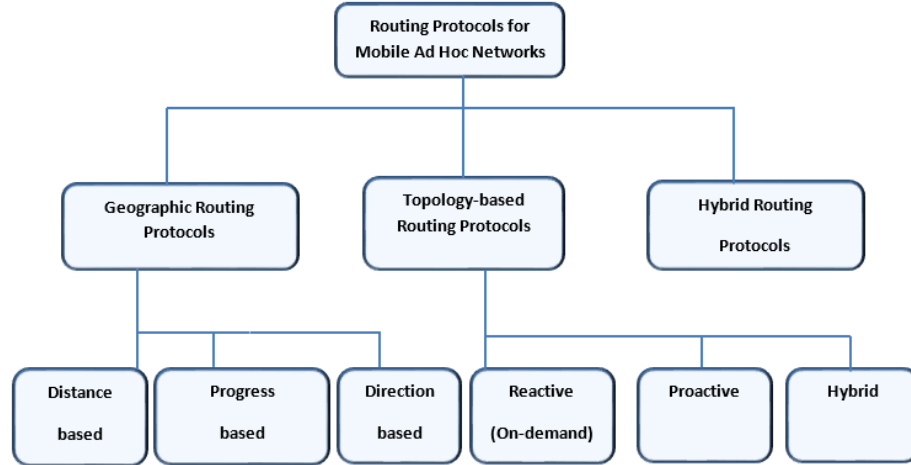 Routing Protocols for
Mobile Ad Hoc Networks
Geographic Routing
Protocols
Topology-based
Routing Protocols
Hybrid Routing
Protocols
Distance
based
Progress
based
Direction
based
Reactive
(On-demand)
Proactive
Hybrid